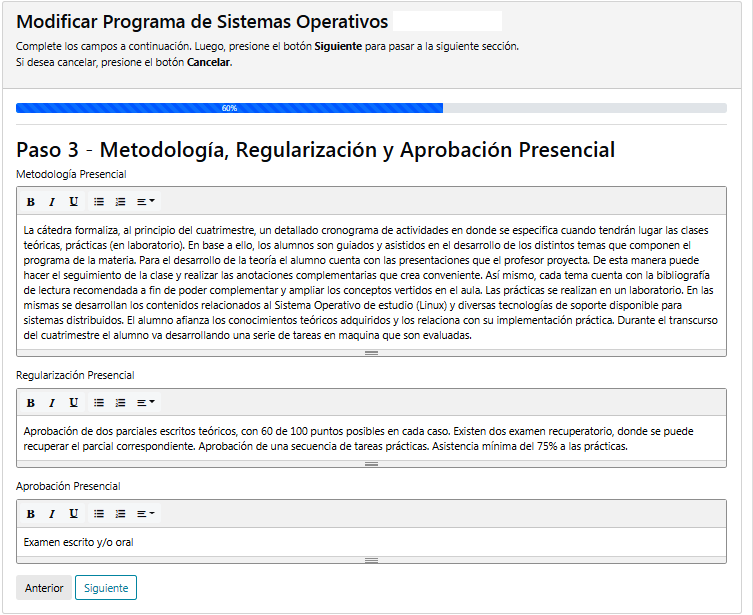 Modificar Programa de Sistemas Operativos
Complete los campos a continuación. Luego, presione el botón Siguiente para pasar a la siguiente sección.
Si desea cancelar, presione el botón Cancelar.
60%
Paso 3 - Metodología, Regularización y Aprobación Presencial
Metodología Presencial
B I U
La cátedra formaliza, al principio del cuatrimestre, un detallado cronograma de actividades en donde se especifica cuando tendrán lugar las clases
teóricas, prácticas (en laboratorio). En base a ello, los alumnos son guiados y asistidos en el desarrollo de los distintos temas que componen el
programa de la materia. Para el desarrollo de la teoría el alumno cuenta con las presentaciones que el profesor proyecta. De esta manera puede
hacer el seguimiento de la clase y realizar las anotaciones complementarias que crea conveniente. Así mismo, cada tema cuenta con la bibliografía
de lectura recomendada a fin de poder complementar y ampliar los conceptos vertidos en el aula. Las prácticas se realizan en un laboratorio. En las
mismas se desarrollan los contenidos relacionados al Sistema Operativo de estudio (Linux) y diversas tecnologías de soporte disponible para
sistemas distribuidos. El alumno afianza los conocimientos teóricos adquiridos y los relaciona con su implementación práctica. Durante el transcurso
del cuatrimestre el alumno va desarrollando una serie de tareas en maquina que son evaluadas.
Regularización Presencial
B I U
Aprobación de dos parciales escritos teóricos, con 60 de 100 puntos posibles en cada caso. Existen dos examen recuperatorio, donde se puede
recuperar el parcial correspondiente. Aprobación de una secuencia de tareas prácticas. Asistencia mínima del 75% a las prácticas.
Aprobación Presencial
B I U
Examen escrito y/o oral
Anterior Siguiente